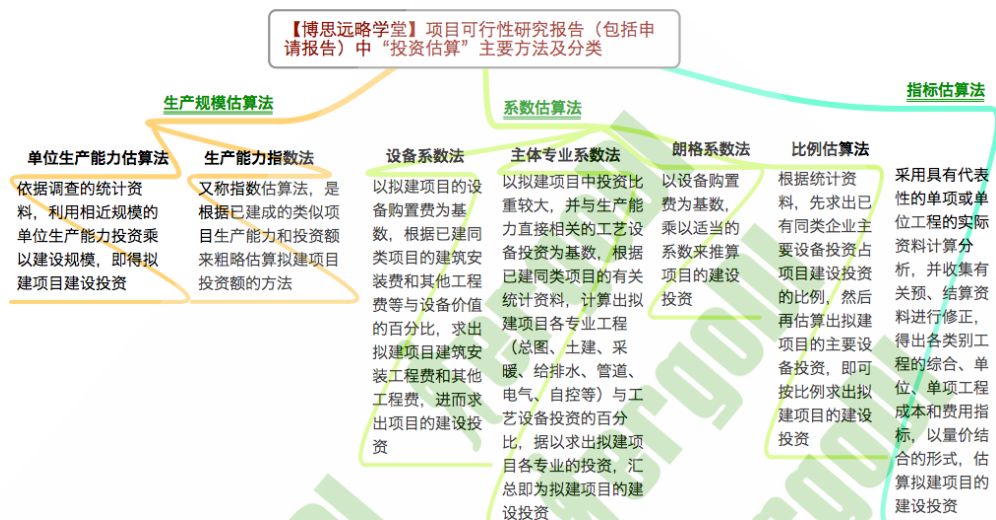 【博思远略学堂】项目可行性研究报告（包括申
请报告）中“投资估算”主要方法及分类
生产规模估算法
单位生产能力估算法
依据调查的统计资
料，利用相近规模的
单位生产能力投资乘
以建设规模，即得拟
建项目建设投资
生产能力指数法
又称指数估算法，是
根据已建成的类似项
目生产能力和投资额
来粗略估算拟建项目
投资额的方法
系数估算法
设备系数法
以拟建项目的设
备购置费为基
数，根据已建同
类项目的建筑安
装费和其他工程
费等与设备价值
的百分比，求出
拟建项目建筑安
装工程费和其他
工程费，进而求
出项目的建设投
资
主体专业系数法
以拟建项目中投资比
重较大，并与生产能
力直接相关的工艺设
备投资为基数，根据
已建同类项目的有关
统计资料，计算出拟
建项目各专业工程
（总图、土建、采
暖、给排水、管道、
电气、自控等）与工
艺设备投资的百分
比，据以求出拟建项
目各专业的投资，汇
总即为拟建项目的建
设投资
朗格系数法
以设备购置
费为基数，
乘以适当的
系数来推算
项目的建设
投资
比例估算法
根据统计资
料，先求出已
有同类企业主
要设备投资占
项目建设投资
的比例，然后
再估算出拟建
项目的主要设
备投资，即可
按比例求出拟
建项目的建设
投资
指标估算法
采用具有代表
性的单项或单
位工程的实际
资料计算分
析，并收集有
关预、结算资
料进行修正，
得出各类别工
程的综合、单
位、单项工程
成本和费用指
标，以量价结
合的形式，估
算拟建项目的
建设投资